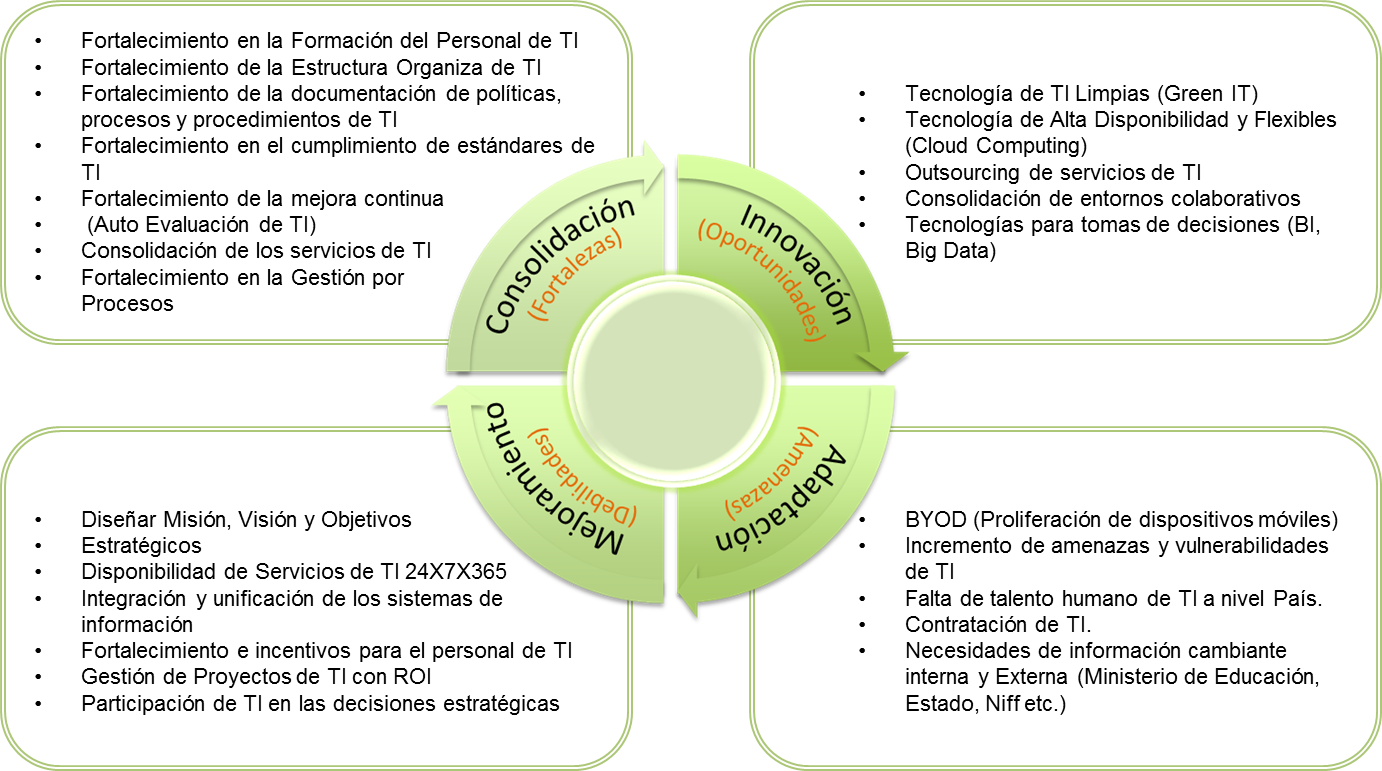 • Fortalecimiento en la Formación del Personal de TI
• Fortalecimiento de la Estructura Organiza de TI
• Fortalecimiento de la documentación de políticas,
procesos y procedimientos de TI
• Fortalecimiento en el cumplimiento de estándares de
TI
• Fortalecimiento de la mejora continua
• (Auto Evaluación de TI)
• Consolidación de los servicios de TI
• Fortalecimiento en la Gestión por
Procesos
• Tecnología de TI Limpias (Green IT)
• Tecnología de Alta Disponibilidad y Flexibles
(Cloud Computing)
• Outsourcing de servicios de TI
• Consolidación de entornos colaborativos
• Tecnologías para tomas de decisiones (BI,
Big Data)
Consolidación
(Fortalezas)
Innovación
(Oportunidades)
Mejoramiento
(Debilidades)
Adaptación
(Amenazas)
• Diseñar Misión, Visión y Objetivos
• Estratégicos
• Disponibilidad de Servicios de TI 24X7X365
• Integración y unificación de los sistemas de
información
• Fortalecimiento e incentivos para el personal de TI
• Gestión de Proyectos de TI con ROI
• Participación de TI en las decisiones estratégicas
• BYOD (Proliferación de dispositivos móviles)
• Incremento de amenazas y vulnerabilidades
de TI
• Falta de talento humano de TI a nivel País.
• Contratación de TI.
• Necesidades de información cambiante
interna y Externa (Ministerio de Educación,
Estado, Niff etc.)